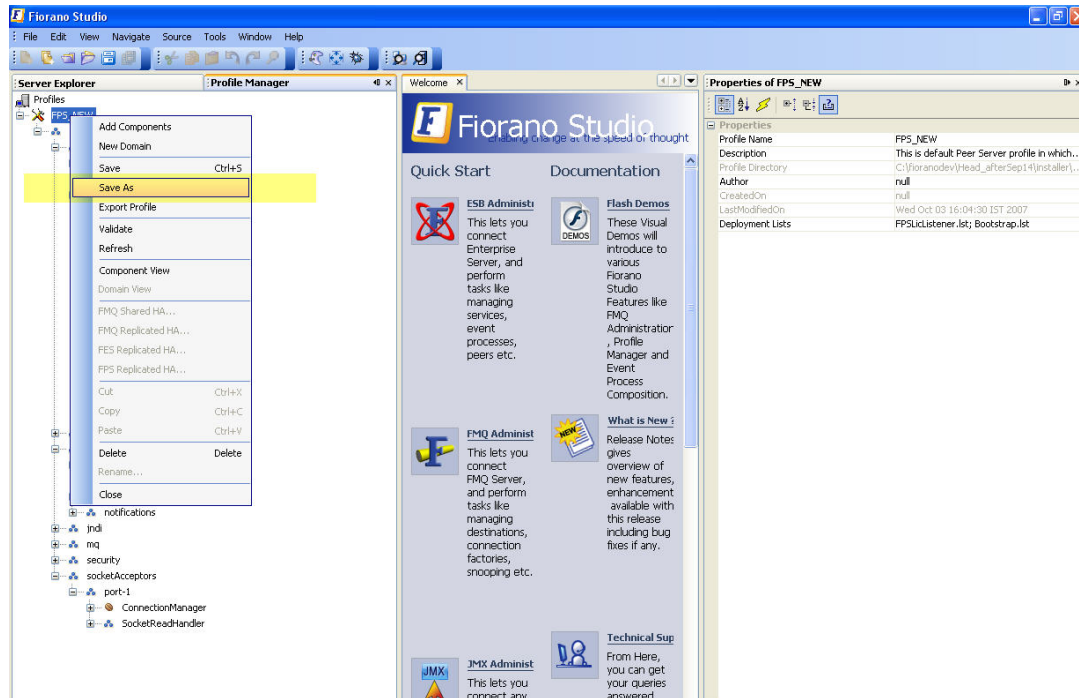 Fiorano Studio
File Edit View Navigate Source Tools Window Help
Server Explorer
Profile Manager
Profiles
FPS_NEW
Add Components
New Domain
Save Ctrl+S
Save As
Export Profile
Validate
Refresh
Component View
Domain View
FMQ Shared HA...
FMQ Replicated HA...
FES Replicated HA...
FPS Replicated HA...
Cut Ctrl+X
Copy Ctrl+C
Paste Ctrl+V
Delete Delete
Rename...
Close
notifications
jndi
mq
security
socketAcceptors
port-1
ConnectionManager
SocketReadHandler
Welcome
Fiorano Studio
Enabling change at the speed of thought
Quick Start
ESB Administ
This lets you
connect
Enterprise
Server, and
perform
tasks like
managing
services,
event
processes,
peers etc.
FMQ Administ
This lets you
connect
FMQ Server,
and perform
tasks like
managing
destinations,
connection
factories,
snooping etc.
JMX
JMX Administ
This lets you
connect any
Documentation
DEMOS
Flash Demos
These Visual
Demos will
introduce to
various
Fiorano
Studio
Features like
FMQ
Administration
, Profile
Manager and
Event
Process
Composition.
NEW
What is New ?
Release Notes
gives
overview of
new features,
enhancement
available with
this release
including bug
fixes if any.
Technical Sup
From Here,
you can get
your queries
answered
Properties of FPS_NEW
Properties
Profile Name FPS_NEW
Description This is default Peer Server profile in which...
Profile Directory C:\fioranodev\Head_afterSep14\Installer\...
Author null
CreatedOn null
LastModifiedOn Wed Oct 03 16:04:30 IST 2007
Deployment Lists FPSLicListener.lst; Bootstrap.lst